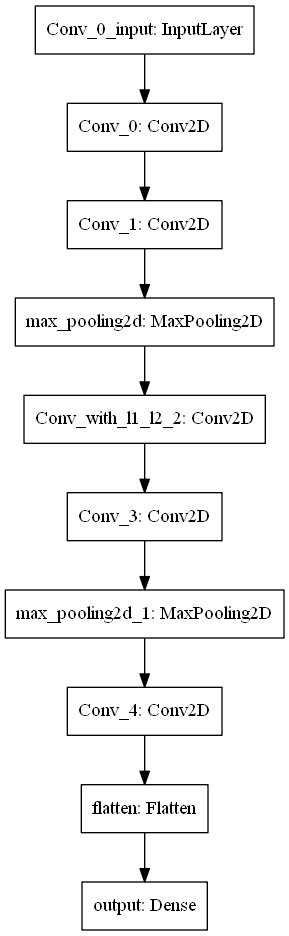 Conv_0_input: InputLayer
Conv_0: Conv2D
Conv_1: Conv2D
max_pooling2d: MaxPooling2D
Conv_with_l1_l2_2: Conv2D
Conv_3: Conv2D
max_pooling2d_1: MaxPooling2D
Conv_4: Conv2D
flatten: Flatten
output: Dense